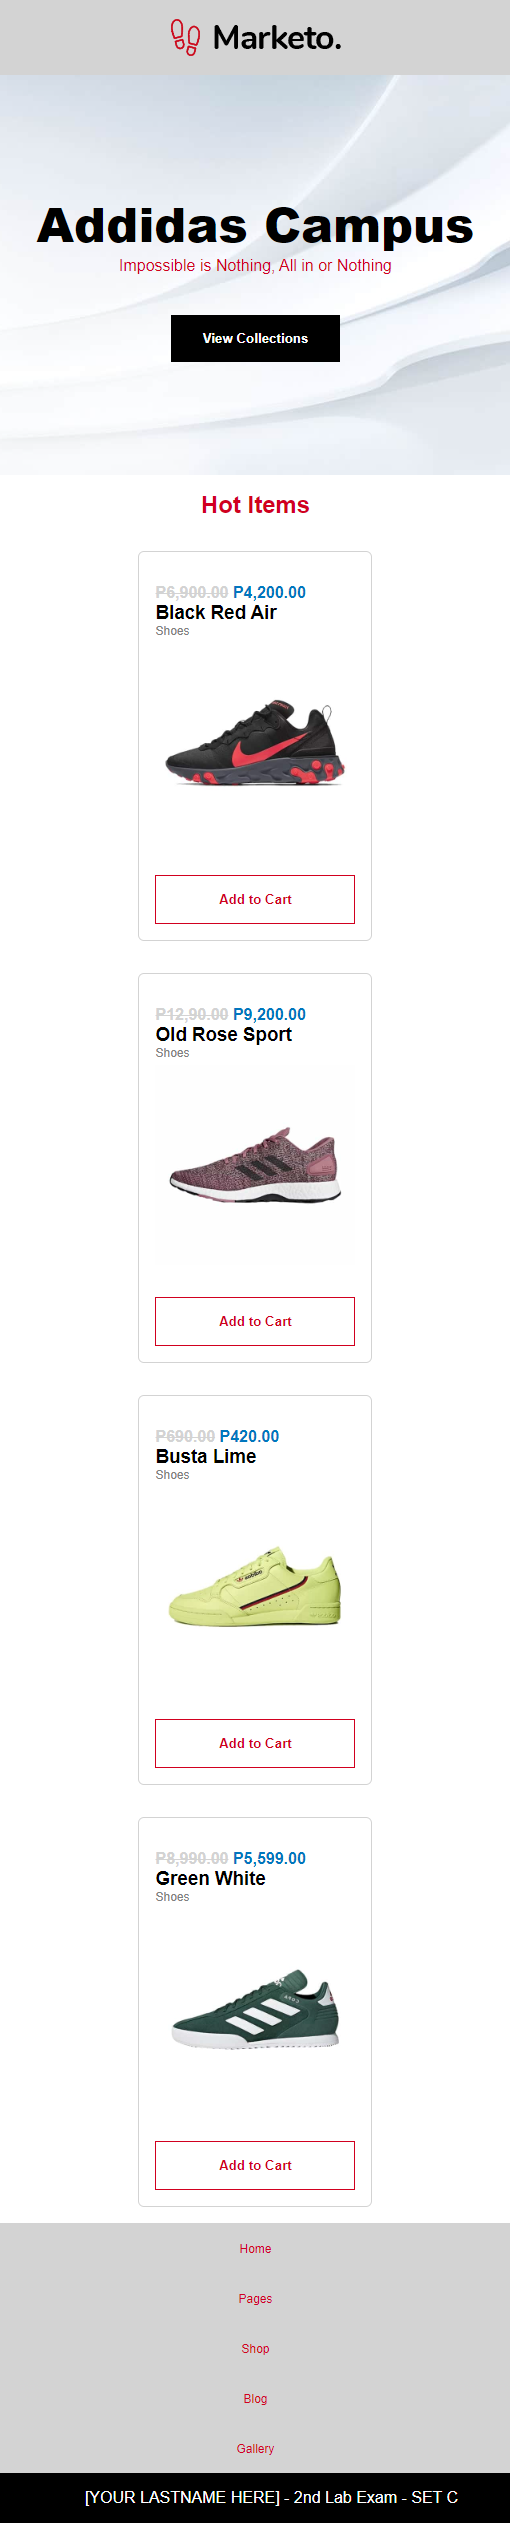 Marketo.
Addidas Campus
Impossible is Nothing, All in or Nothing
View Collections
Hot Items
P6,900.00 P4,200.00
Black Red Air
Shoes
Add to Cart
P12,90.00 P9,200.00
Old Rose Sport
Shoes
Add to Cart
P690.00 P420.00
Busta Lime
Shoes
Add to Cart
P8,990.00 P5,599.00
Green White
Shoes
Add to Cart
Home
Pages
Shop
Blog
Gallery
[YOUR LASTNAME HERE] - 2nd Lab Exam - SET C